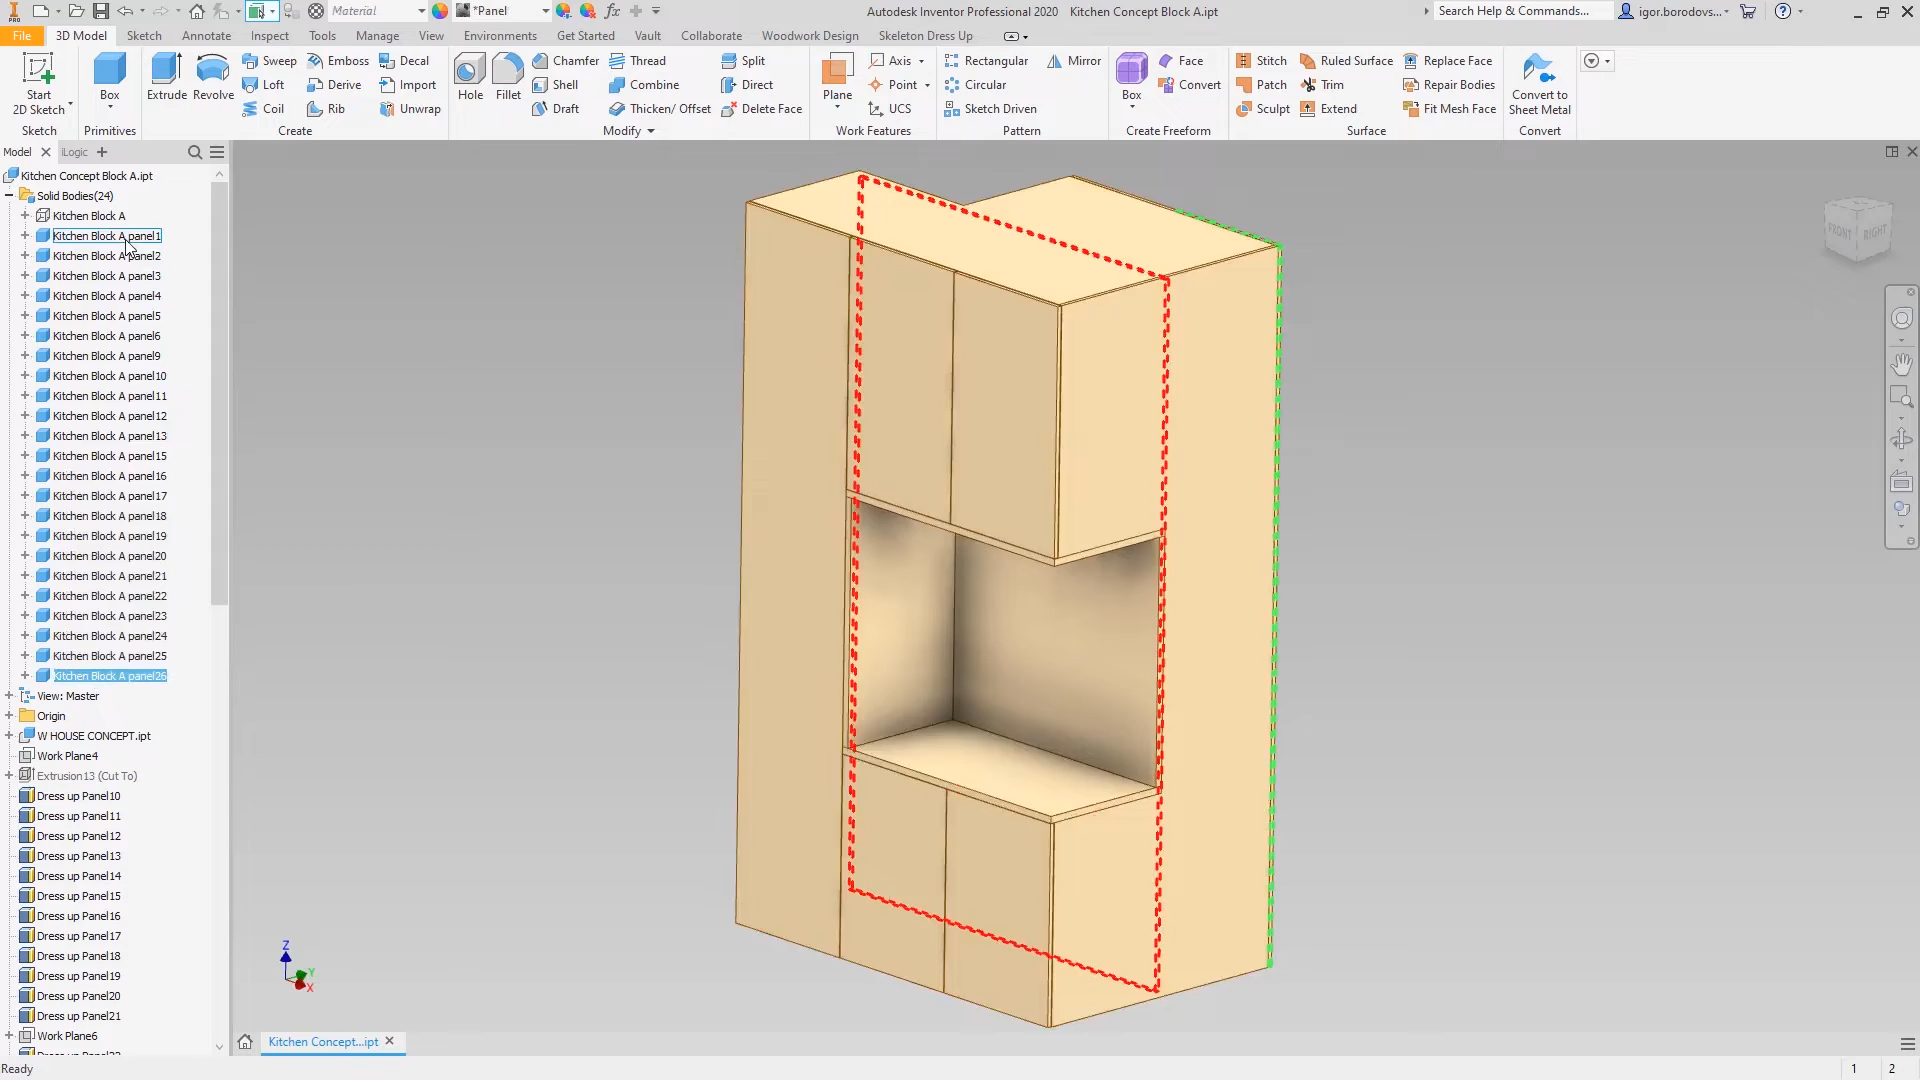 Material
*Panel
Autodesk Inventor Professional 2020 Kitchen Concept Block A.ipt
Search Help & Commands...
igor.borodovs...
PRO
File 3D Model Sketch Annotate Inspect Tools Manage View Environments Get Started Vault Collaborate Woodwork Design Skeleton Dress Up
Start
2D Sketch
Box
Extrude Revolve
Sweep Emboss Decal
Loft Derive Import
Coil Rib Unwrap
Hole Fillet
Chamfer Thread Split
Shell Combine Direct
Draft Thicken/ Offset Delete Face
Plane
Axis
Point
UCS
Rectangular Mirror
Circular
Sketch Driven
Box
Face
Convert
Stitch Ruled Surface Replace Face
Patch Trim Repair Bodies
Sculpt Extend Fit Mesh Face
Convert to
Sheet Metal
Sketch Primitives Create Modify Work Features Pattern Create Freeform Surface Convert
Model iLogic
Kitchen Concept Block A.ipt
Solid Bodies(24)
Kitchen Block A
Kitchen Block A panel1
Kitchen Block A panel2
Kitchen Block A panel3
Kitchen Block A panel4
Kitchen Block A panel5
Kitchen Block A panel6
Kitchen Block A panel9
Kitchen Block A panel10
Kitchen Block A panel11
Kitchen Block A panel12
Kitchen Block A panel13
Kitchen Block A panel15
Kitchen Block A panel16
Kitchen Block A panel17
Kitchen Block A panel18
Kitchen Block A panel19
Kitchen Block A panel20
Kitchen Block A panel21
Kitchen Block A panel22
Kitchen Block A panel23
Kitchen Block A panel24
Kitchen Block A panel25
Kitchen Block A panel26
View: Master
Origin
W HOUSE CONCEPT.ipt
Work Plane4
Extrusion13 (Cut To)
Dress up Panel10
Dress up Panel11
Dress up Panel12
Dress up Panel13
Dress up Panel14
Dress up Panel15
Dress up Panel16
Dress up Panel17
Dress up Panel18
Dress up Panel19
Dress up Panel20
Dress up Panel21
Work Plane6
FRONT RIGHT
Z
Y
X
Kitchen Concept...ipt
Ready
1 2